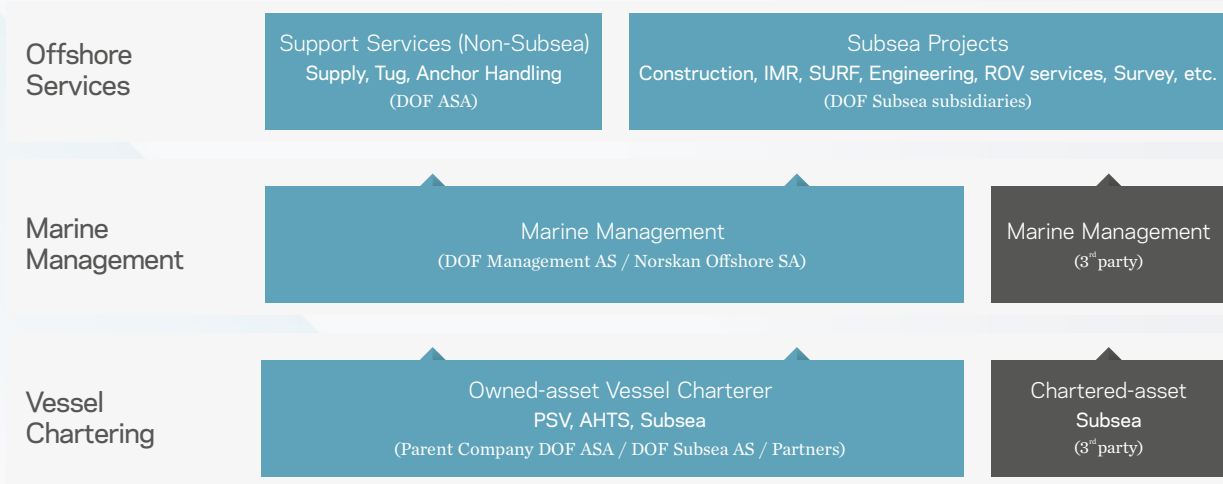 Offshore
Services
Support Services (Non-Subsea)
Supply, Tug, Anchor Handling
(DOF ASA)
Subsea Projects
Construction, IMR, SURF, Engineering, ROV services, Survey, etc.
(DOF Subsea subsidiaries)
Marine
Management
Marine Management
(DOF Management AS / Norskan Offshore SA)
Marine Management
(3rd party)
Vessel
Chartering
Owned-asset Vessel Charterer
PSV, AHTS, Subsea
(Parent Company DOF ASA / DOF Subsea AS / Partners)
Chartered-asset
Subsea
(3rd party)